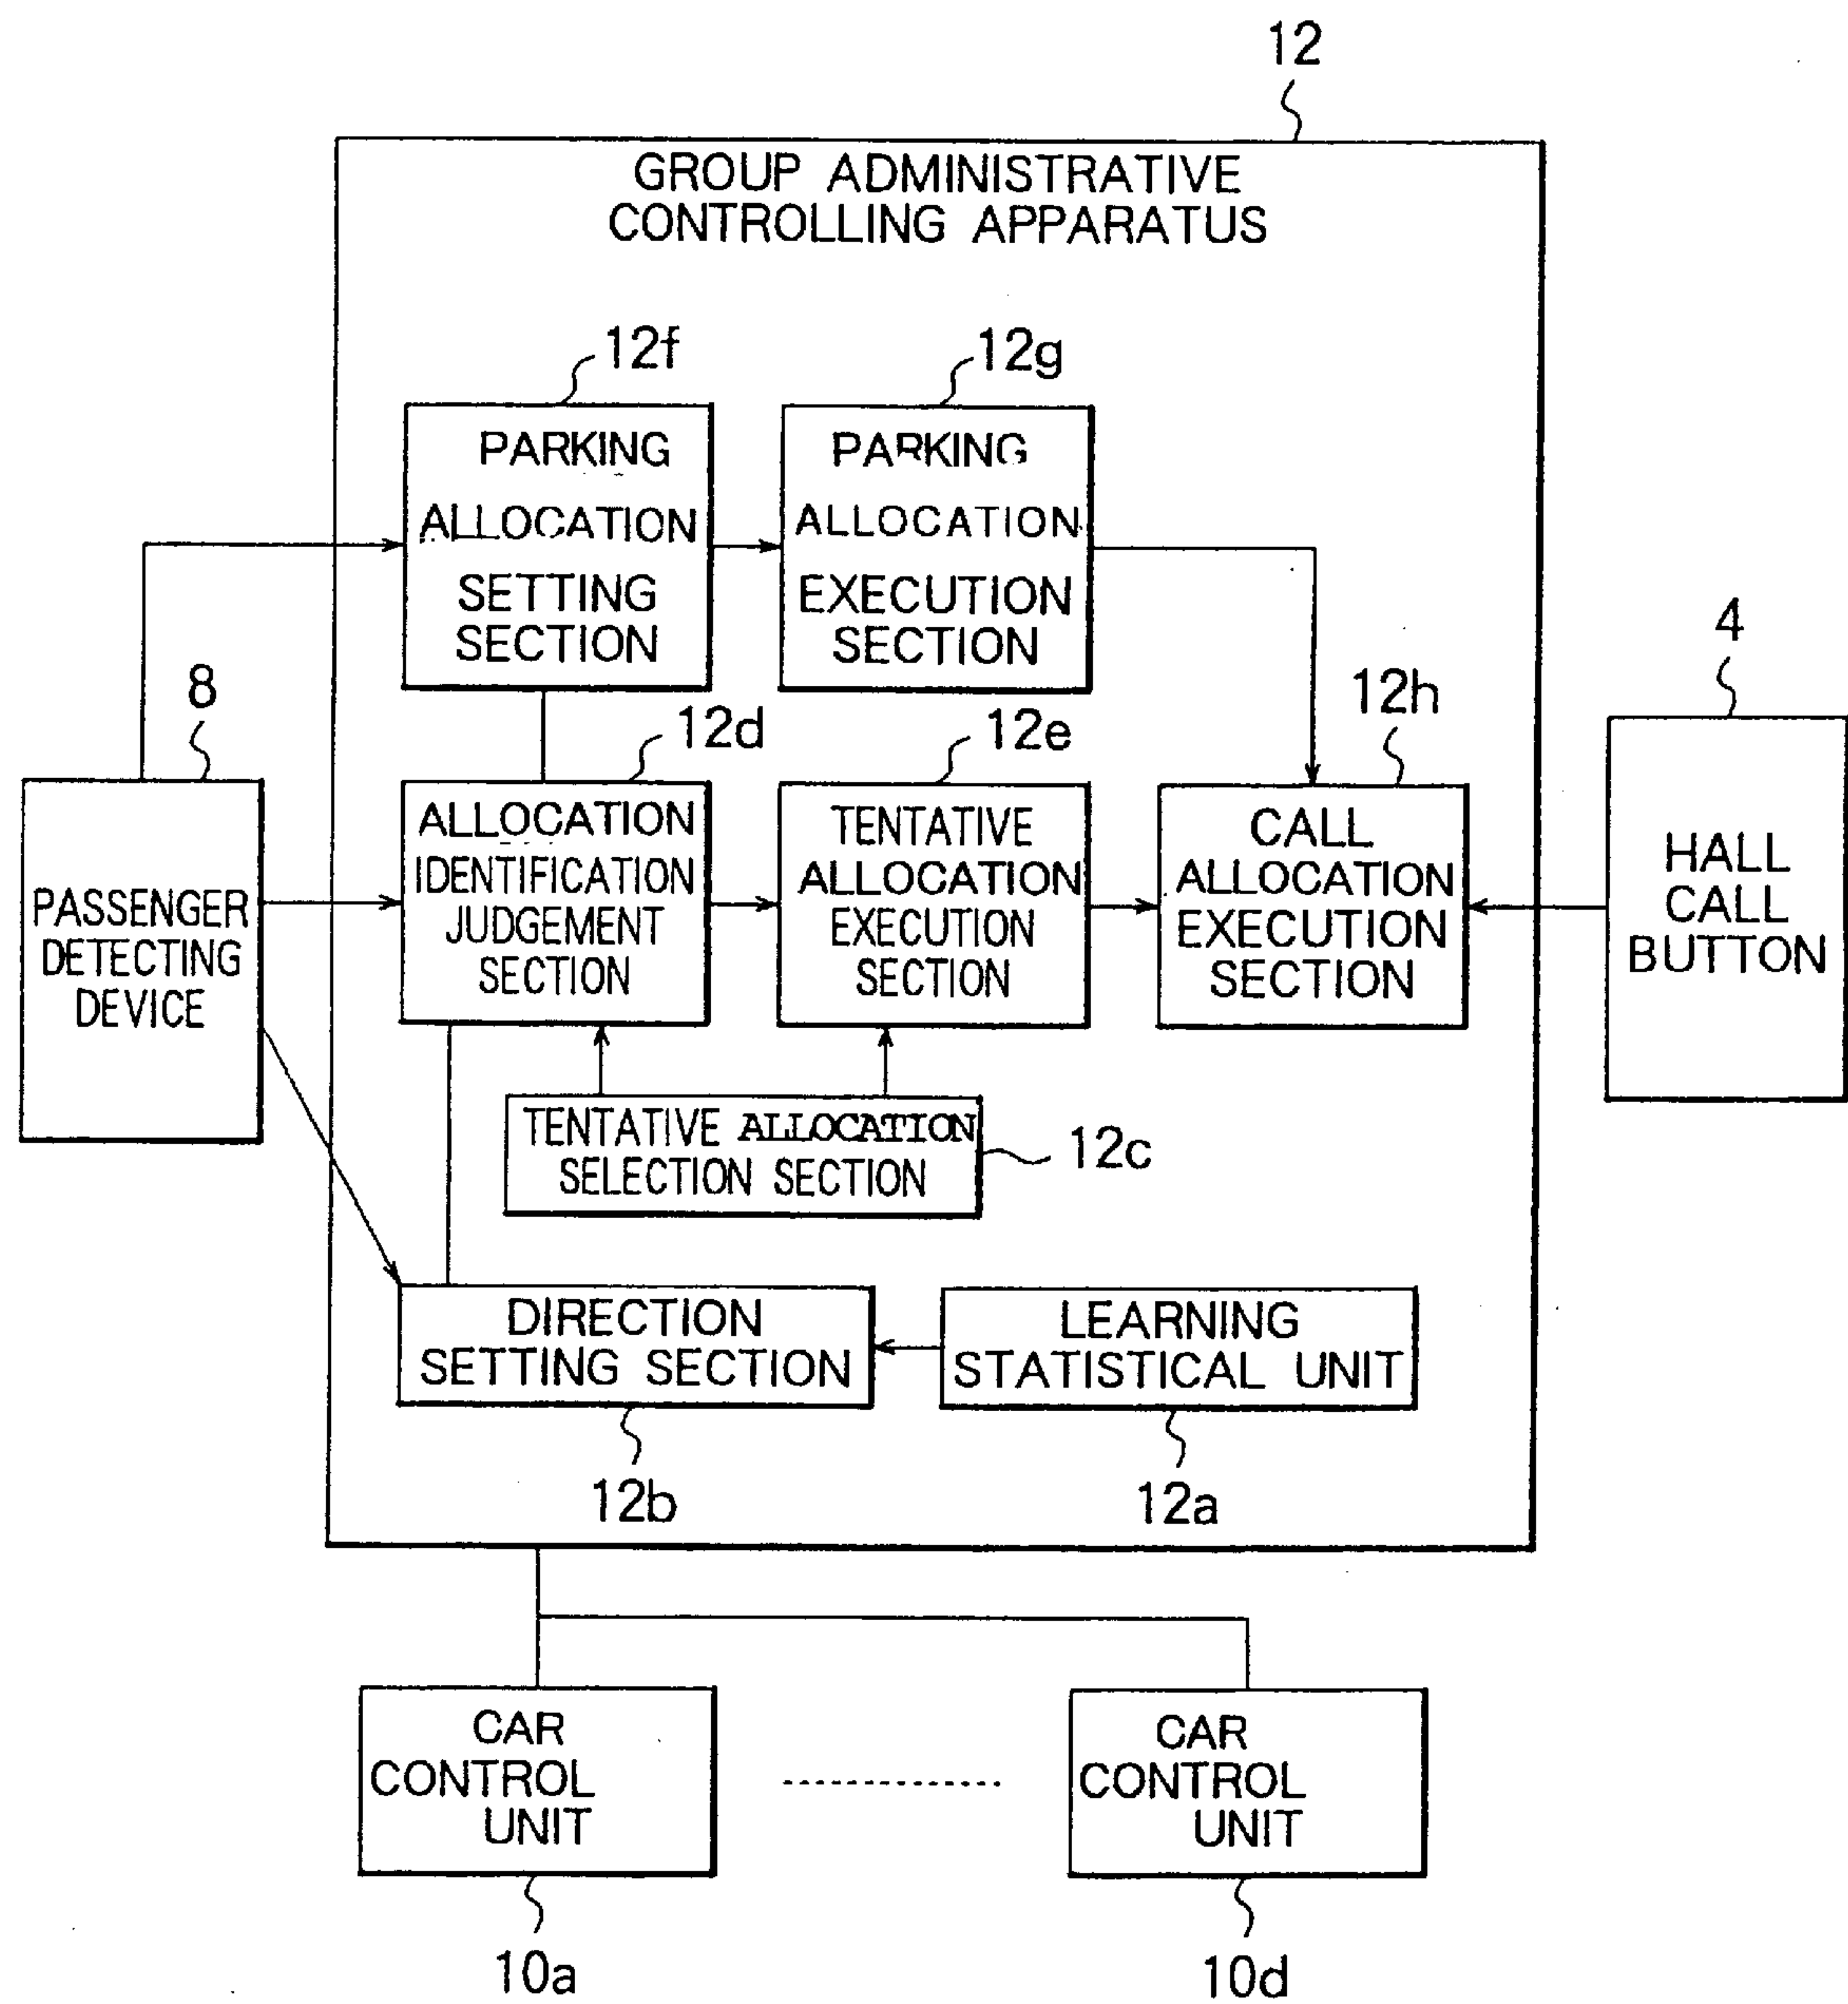 12
GROUP ADMINISTRATIVE
CONTROLLING APPARATUS
12f
12g
PARKING
ALLOCATION
SETTING
SECTION
PARKING
ALLOCATION
EXECUTION
SECTION
4
8
12d
12e
12h
PASSENGER
DETECTING
DEVICE
ALLOCATION
IDENTIFICATION
JUDGEMENT
SECTION
TENTATIVE
ALLOCATION
EXECUTION
SECTION
CALL
ALLOCATION
EXECUTION
SECTION
HALL
CALL
BUTTON
TENTATIVE ALLOCATION
SELECTION SECTION
12c
DIRECTION
SETTING SECTION
LEARNING
STATISTICAL UNIT
12b
12a
CAR
CONTROL
UNIT
CAR
CONTROL
UNIT
10a
10d